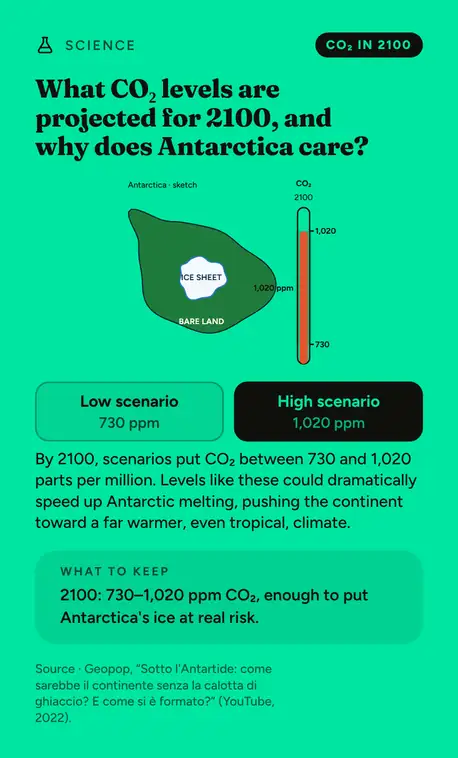 SCIENCE
CO₂ IN 2100
What CO₂ levels are
projected for 2100, and
why does Antarctica care?
Antarctica · sketch
CO₂
2100
1,020
ICE SHEET
1,020 ppm
BARE LAND
730
Low scenario
730 ppm
High scenario
1,020 ppm
By 2100, scenarios put CO₂ between 730 and 1,020
parts per million. Levels like these could dramatically
speed up Antarctic melting, pushing the continent
toward a far warmer, even tropical, climate.
WHAT TO KEEP
2100: 730–1,020 ppm CO₂, enough to put
Antarctica's ice at real risk.
Source · Geopop, “Sotto l'Antartide: come
sarebbe il continente senza la calotta di
ghiaccio? E come si è formato?” (YouTube,
2022).